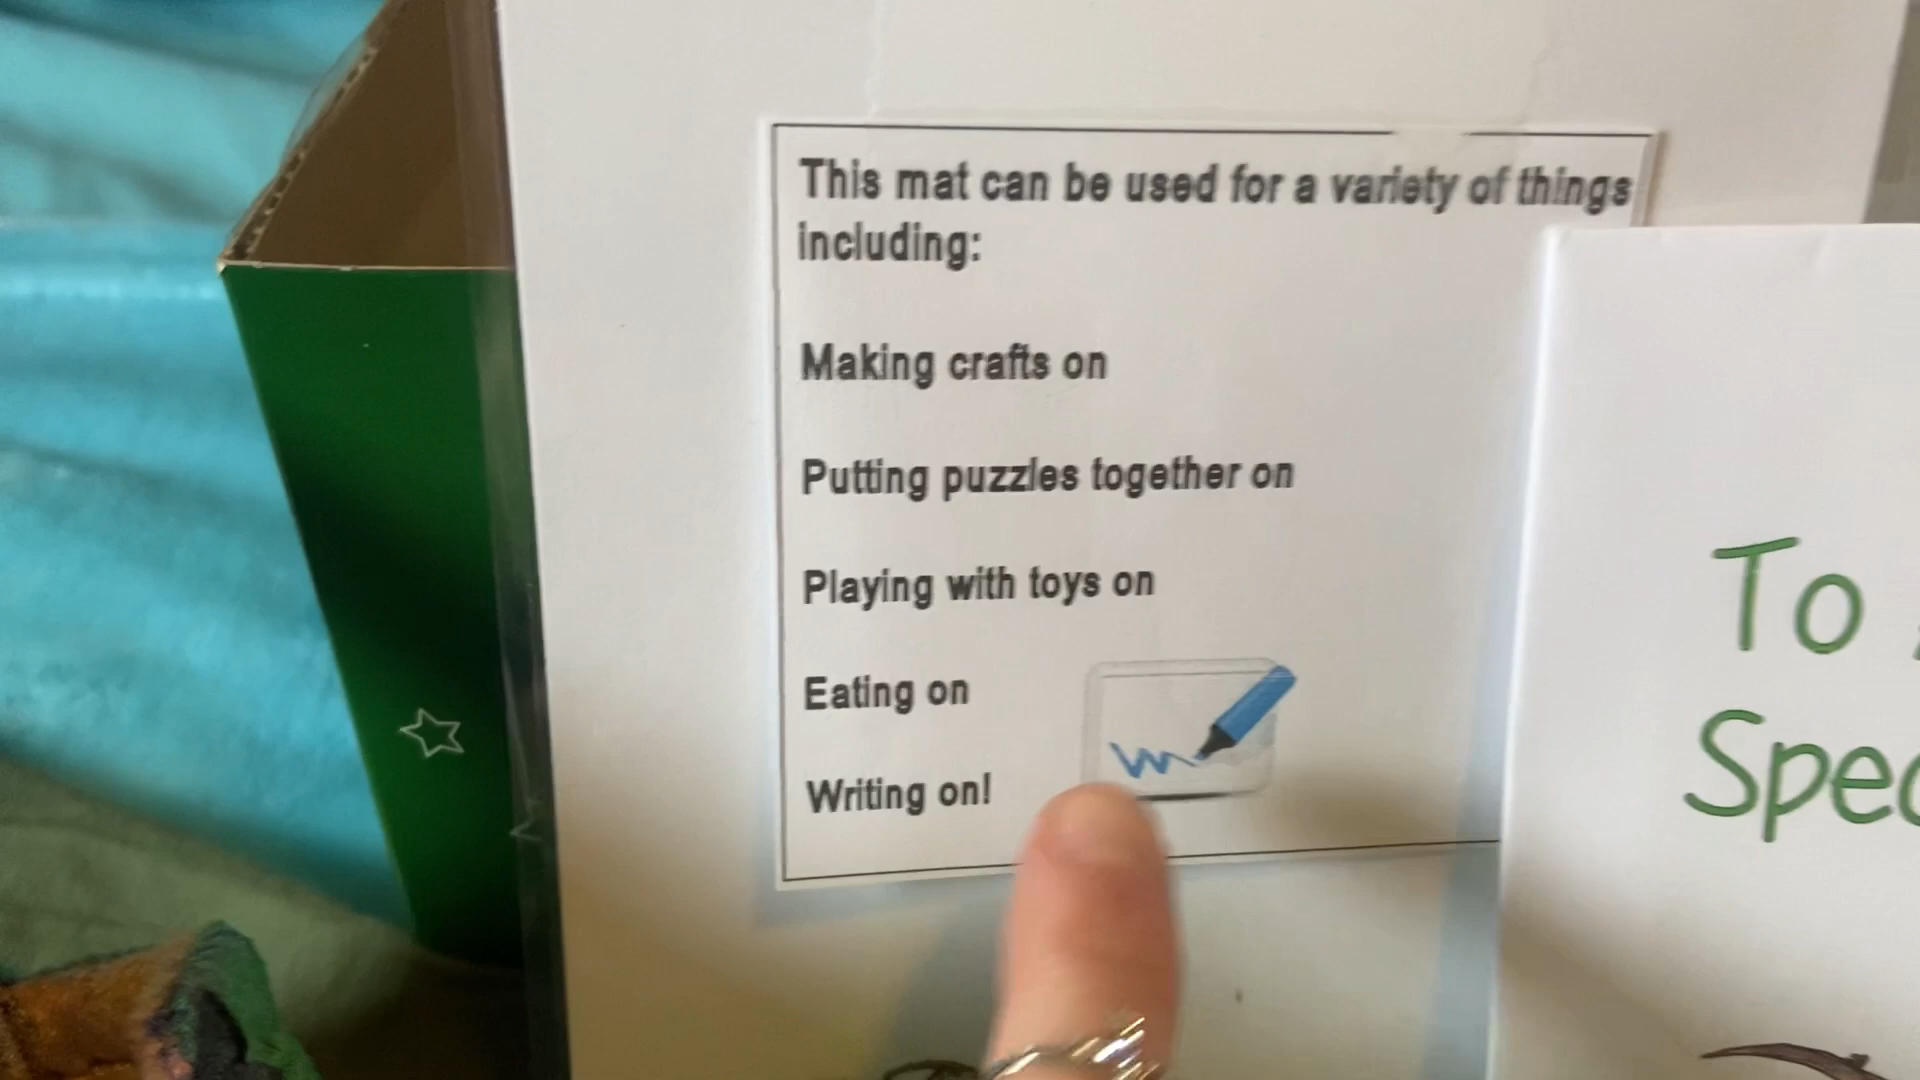 This mat can be used for a variety of things
including:
Making crafts on
Putting puzzles together on
Playing with toys on
Eating on
Writing on!
To